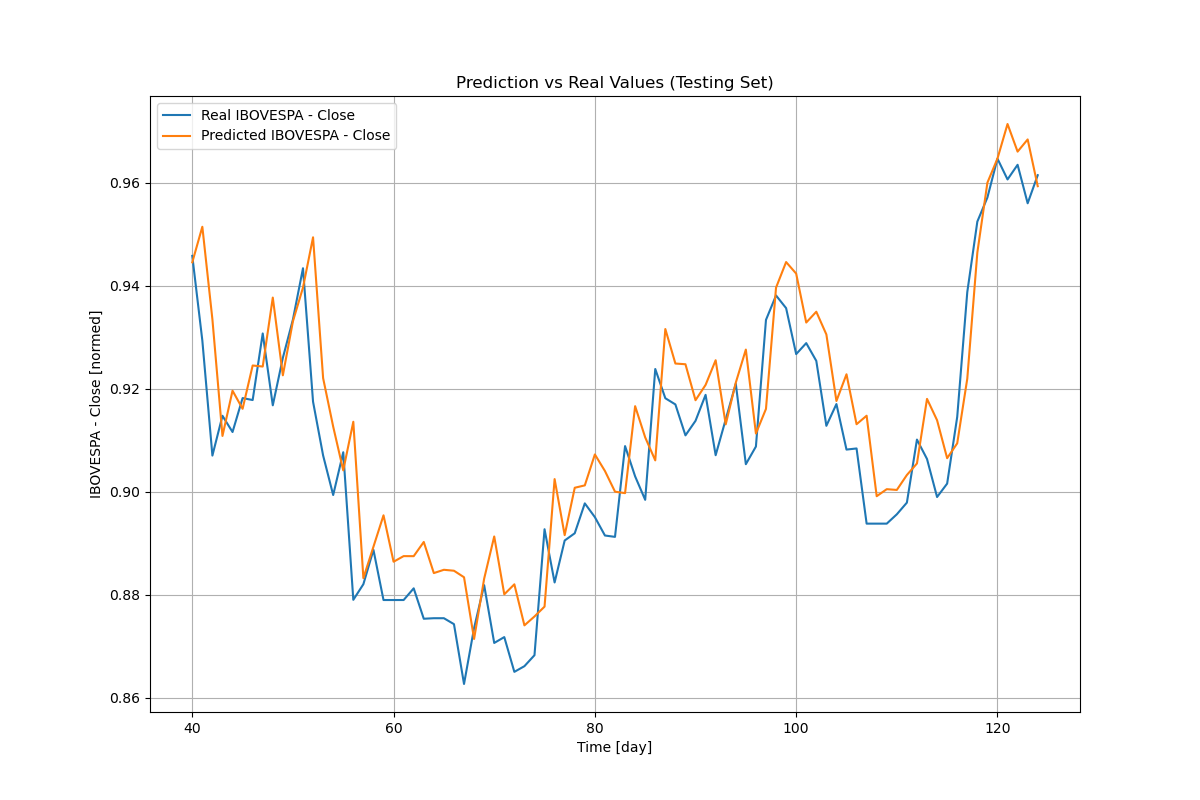 Prediction vs Real Values (Testing Set)
Real IBOVESPA - Close
Predicted IBOVESPA - Close
IBOVESPA - Close [normed]
0.96
0.94
0.92
0.90
0.88
0.86
40 60 80 100 120
Time [day]